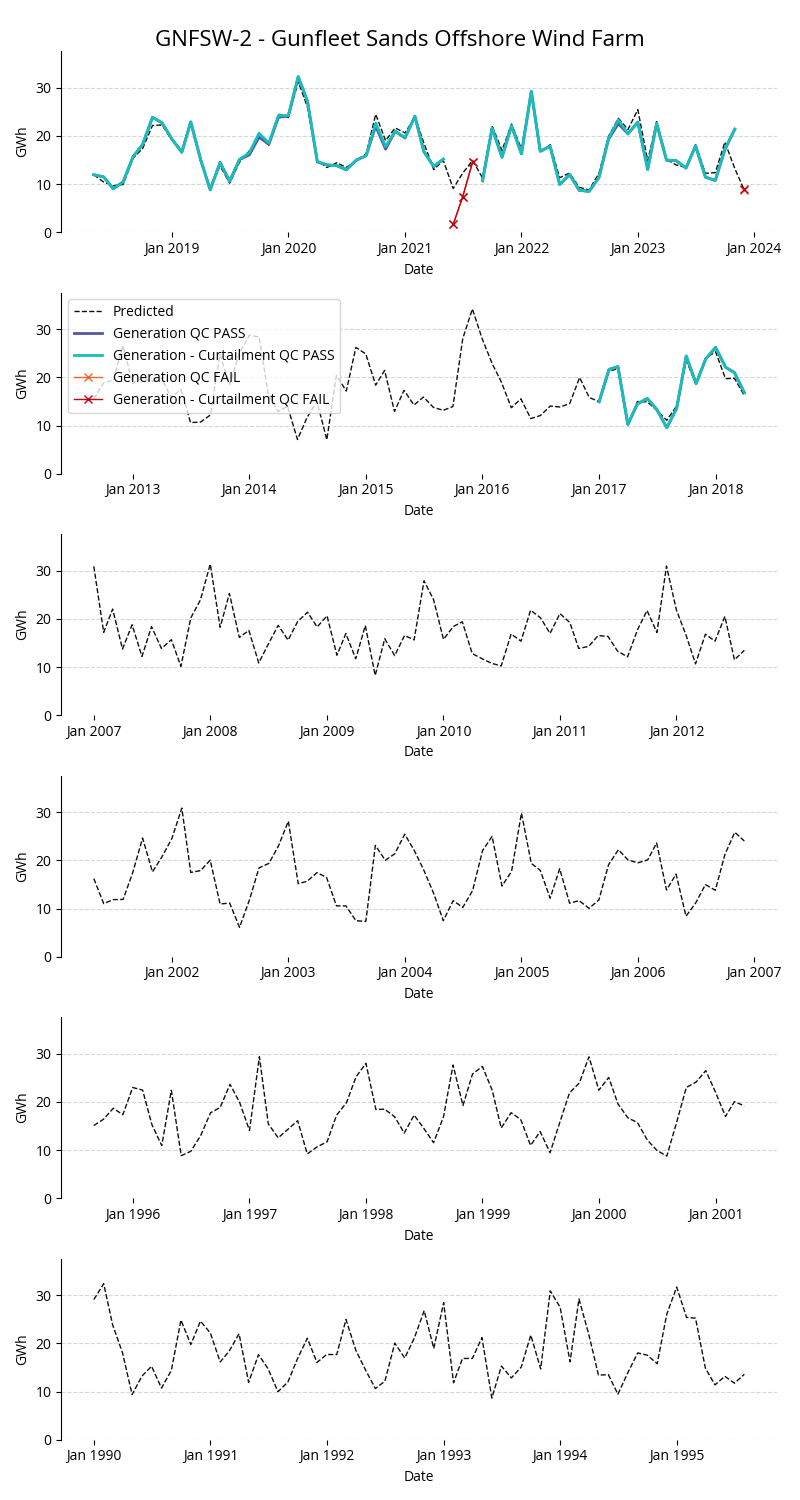 GNFSW-2 - Gunfleet Sands Offshore Wind Farm
30
20
10
0
GWh
Jan 2019 Jan 2020 Jan 2021 Jan 2022 Jan 2023 Jan 2024
Date
Predicted
Generation QC PASS
Generation - Curtailment QC PASS
Generation QC FAIL
Generation - Curtailment QC FAIL
30
20
10
0
GWh
Jan 2013 Jan 2014 Jan 2015 Jan 2016 Jan 2017 Jan 2018
Date
30
20
10
0
GWh
Jan 2007 Jan 2008 Jan 2009 Jan 2010 Jan 2011 Jan 2012
Date
30
20
10
0
GWh
Jan 2002 Jan 2003 Jan 2004 Jan 2005 Jan 2006 Jan 2007
Date
30
20
10
0
GWh
Jan 1996 Jan 1997 Jan 1998 Jan 1999 Jan 2000 Jan 2001
Date
30
20
10
0
GWh
Jan 1990 Jan 1991 Jan 1992 Jan 1993 Jan 1994 Jan 1995
Date